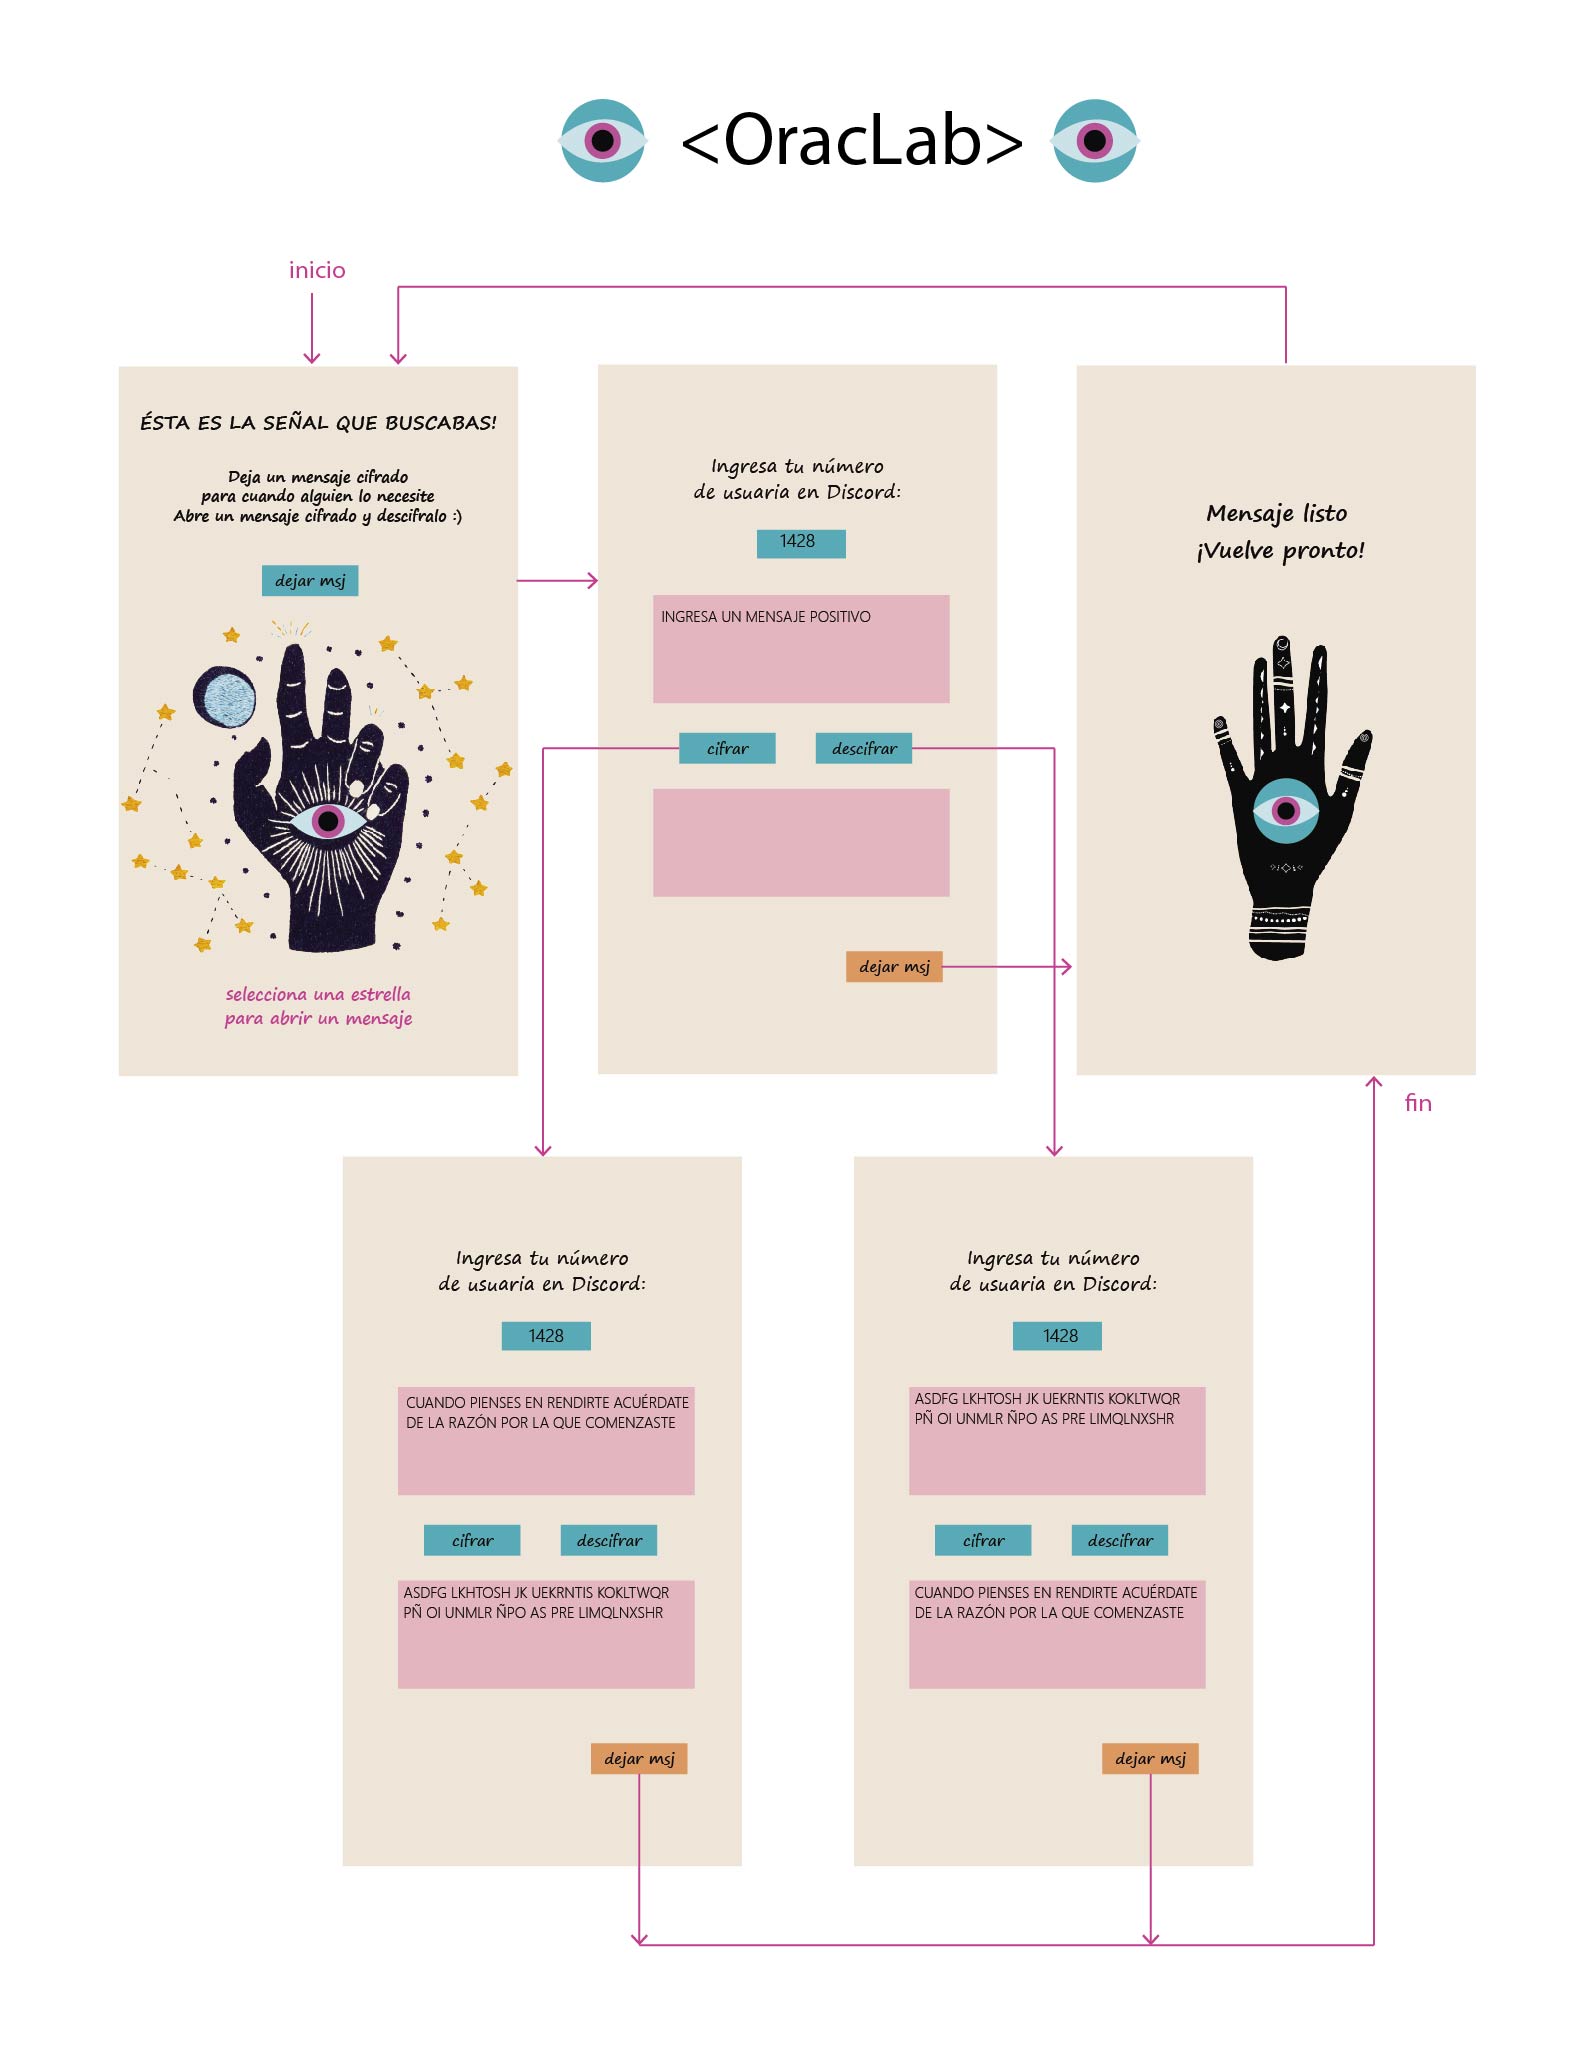 <OracLab>
inicio
ÉSTA ES LA SEÑAL QUE BUSCABAS!
Deja un mensaje cifrado
para cuando alguien lo necesite
Abre un mensaje cifrado y descifralo :)
dejar msj
selecciona una estrella
para abrir un mensaje
Ingresa tu número
de usuaria en Discord:
1428
INGRESA UN MENSAJE POSITIVO
cifrar
descifrar
dejar msj
Mensaje listo
¡Vuelve pronto!
fin
Ingresa tu número
de usuaria en Discord:
1428
CUANDO PIENSES EN RENDIRTE ACUÉRDATE
DE LA RAZÓN POR LA QUE COMENZASTE
cifrar
descifrar
ASDFG LKHTOSH JK UEKRNTIS KOKLTWQR
PÑ OI UNMLR ÑPO AS PRE LIMQLNXSHR
dejar msj
Ingresa tu número
de usuaria en Discord:
1428
ASDFG LKHTOSH JK UEKRNTIS KOKLTWQR
PÑ OI UNMLR ÑPO AS PRE LIMQLNXSHR
cifrar
descifrar
CUANDO PIENSES EN RENDIRTE ACUÉRDATE
DE LA RAZÓN POR LA QUE COMENZASTE
dejar msj